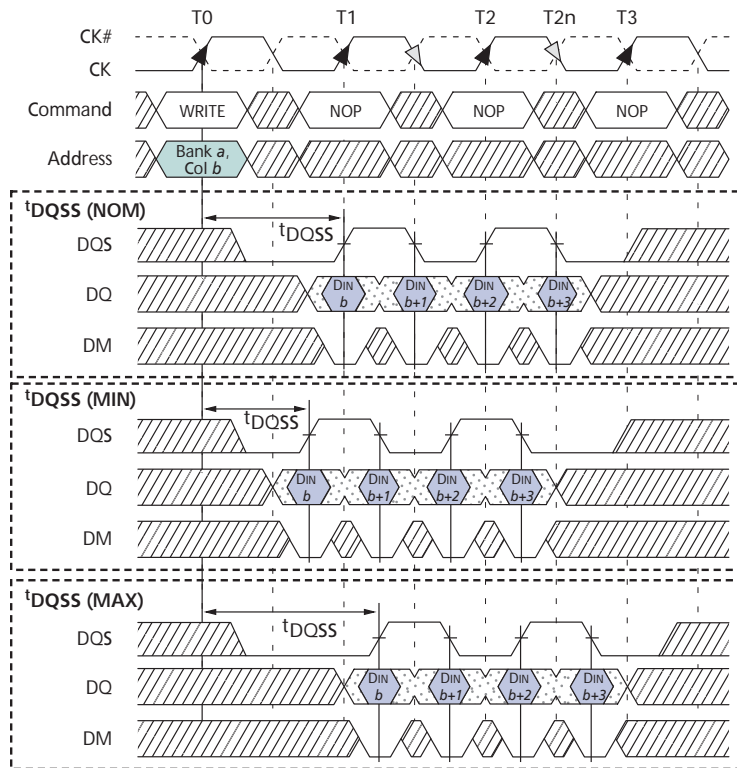 T0 T1 T2 T2n T3
CK#
CK
Command WRITE NOP NOP NOP
Address Bank a, Col b
tDQSS (NOM)
tDQSS
DQS
DQ DIN b DIN b+1 DIN b+2 DIN b+3
DM
tDQSS (MIN)
tDQSS
DQS
DQ DIN b DIN b+1 DIN b+2 DIN b+3
DM
tDQSS (MAX)
tDQSS
DQS
DQ DIN b DIN b+1 DIN b+2 DIN b+3
DM